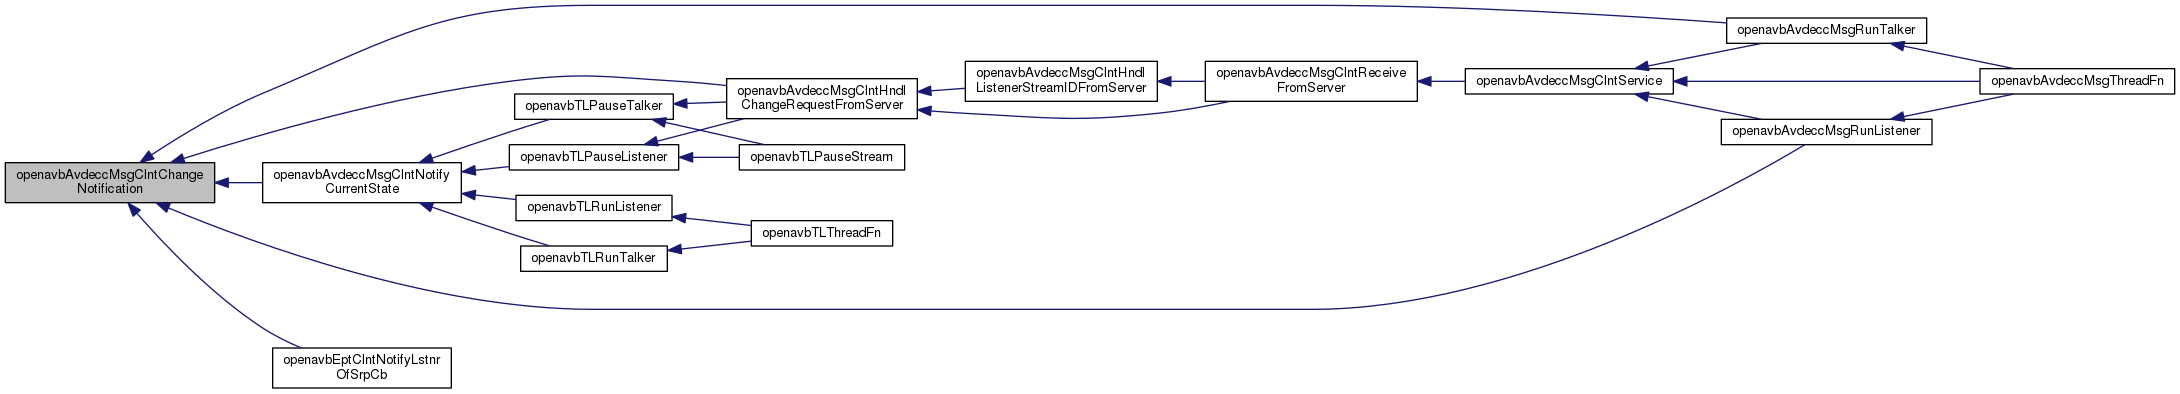 openavbAvdeccMsgClntChange
Notification
openavbAvdeccMsgRunTalker
openavbAvdeccMsgClntHndl
ChangeRequestFromServer
openavbAvdeccMsgClntHndl
ListenerStreamIDFromServer
openavbAvdeccMsgClntReceive
FromServer
openavbAvdeccMsgClntService
openavbAvdeccMsgThreadFn
openavbAvdeccMsgRunListener
openavbTLPauseTalker
openavbTLPauseListener
openavbTLPauseStream
openavbAvdeccMsgClntNotify
CurrentState
openavbTLRunListener
openavbTLThreadFn
openavbTLRunTalker
openavbEptClntNotifyLstnr
OfSrpCb